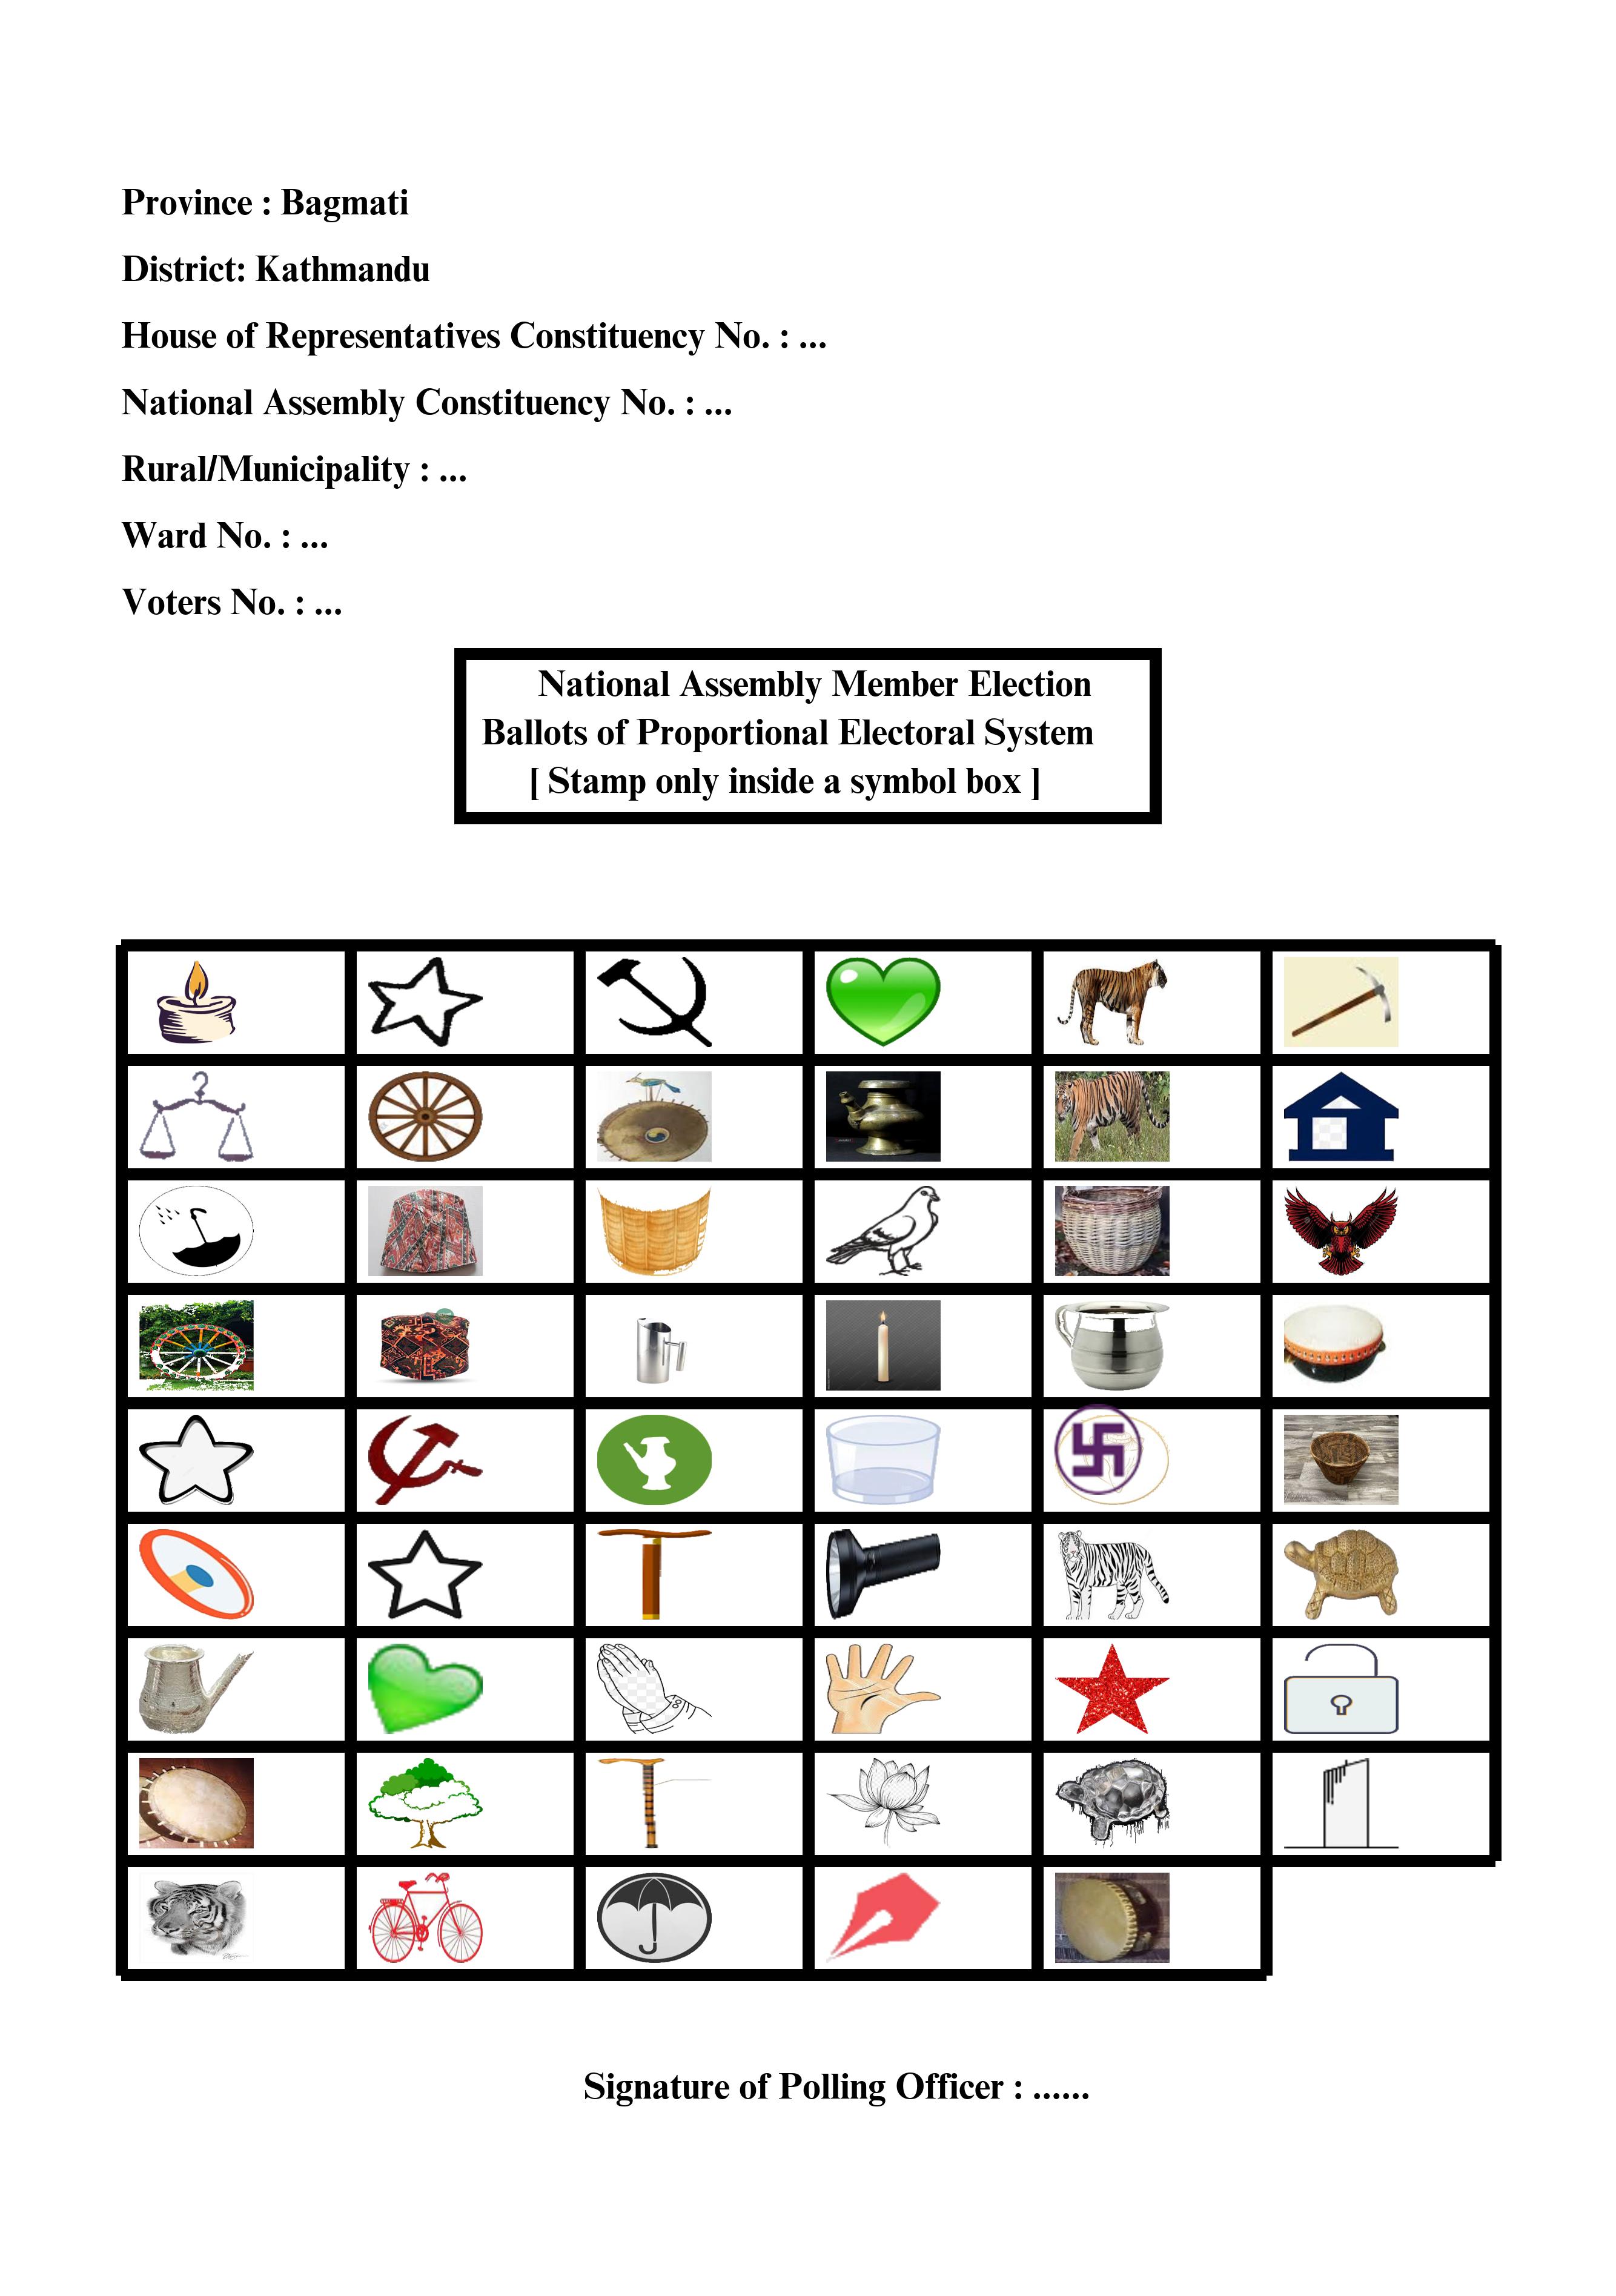 Province : Bagmati
District: Kathmandu
House of Representatives Constituency No. : ...
National Assembly Constituency No. : ...
Rural/Municipality : ...
Ward No. : ...
Voters No. : ...
National Assembly Member Election
Ballots of Proportional Electoral System
[ Stamp only inside a symbol box ]
Signature of Polling Officer : ......